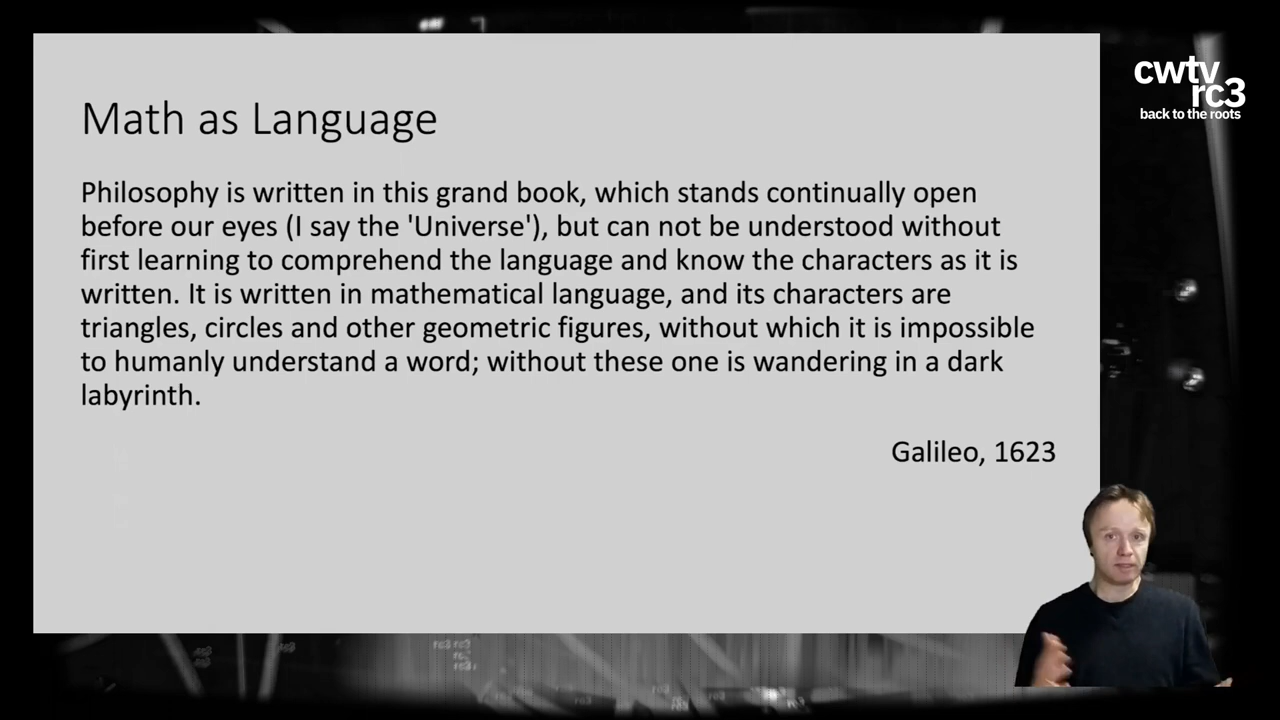 cwtv
rc3
back to the roots
Math as Language
Philosophy is written in this grand book, which stands continually open
before our eyes (I say the 'Universe'), but can not be understood without
first learning to comprehend the language and know the characters as it is
written. It is written in mathematical language, and its characters are
triangles, circles and other geometric figures, without which it is impossible
to humanly understand a word; without these one is wandering in a dark
labyrinth.
Galileo, 1623
rc3 rc3
rc3